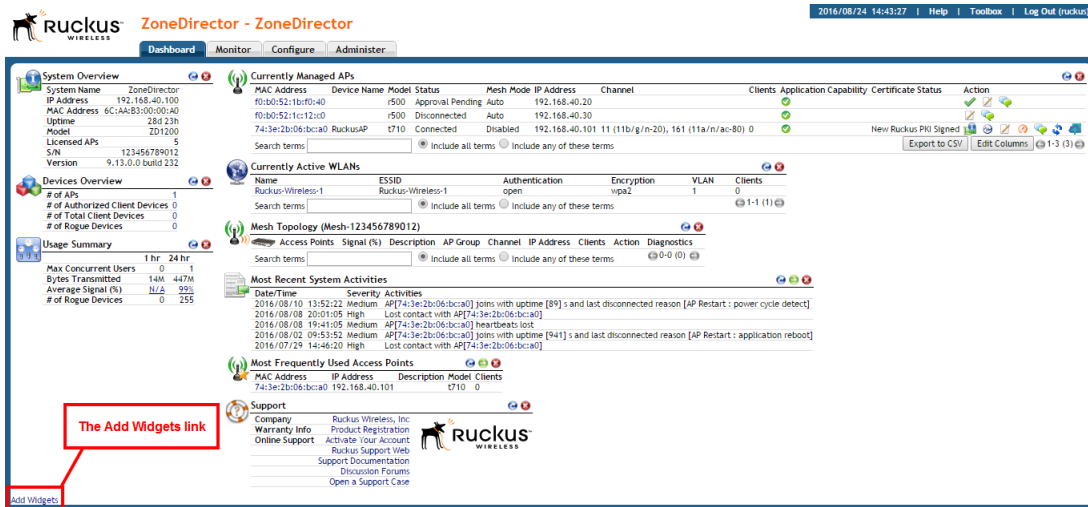 2016/08/24 14:43:27 | Help | Toolbox | Log Out (ruckus)
RUCKUS WIRELESS ZoneDirector - ZoneDirector
Dashboard Monitor Configure Administer
System Overview
System Name ZoneDirector
IP Address 192.168.40.100
MAC Address 6C:AA:B3:00:00:A0
Uptime 28d 23h
Model ZD1200
Licensed APs 5
S/N 123456789012
Version 9.13.0.0 build 232
Devices Overview
# of APs 1
# of Authorized Client Devices 0
# of Total Client Devices 0
# of Rogue Devices 0
Usage Summary
1 hr 24 hr
Max Concurrent Users 0 1
Bytes Transmitted 14M 447M
Average Signal (%) N/A 99%
# of Rogue Devices 0 255
Currently Managed APs
MAC Address Device Name Model Status Mesh Mode IP Address Channel Clients Application Capability Certificate Status Action
f0:b0:52:1b:f0:40 r500 Approval Pending Auto 192.168.40.20
f0:b0:52:1c:12:c0 r500 Disconnected Auto 192.168.40.30
74:3e:2b:06:bc:a0 RuckusAP t710 Connected Disabled 192.168.40.101 11 (11b/g/n-20), 161 (11a/n/ac-80) 0 New Ruckus PKI Signed
Search terms Include all terms Include any of these terms Export to CSV Edit Columns 1-3 (3)
Currently Active WLANs
Name ESSID Authentication Encryption VLAN Clients
Ruckus-Wireless-1 Ruckus-Wireless-1 open wpa2 1 0
Search terms Include all terms Include any of these terms 1-1 (1)
Mesh Topology (Mesh-123456789012)
Access Points Signal (%) Description AP Group Channel IP Address Clients Action Diagnostics
Search terms Include all terms Include any of these terms 0-0 (0)
Most Recent System Activities
Date/Time Severity Activities
2016/08/10 13:52:22 Medium AP[74:3e:2b:06:bc:a0] joins with uptime [89] s and last disconnected reason [AP Restart : power cycle detect]
2016/08/08 20:01:05 High Lost contact with AP[74:3e:2b:06:bc:a0]
2016/08/08 19:41:05 Medium AP[74:3e:2b:06:bc:a0] heartbeats lost
2016/08/02 09:53:52 Medium AP[74:3e:2b:06:bc:a0] joins with uptime [941] s and last disconnected reason [AP Restart : application reboot]
2016/07/29 14:46:20 High Lost contact with AP[74:3e:2b:06:bc:a0]
Most Frequently Used Access Points
MAC Address IP Address Description Model Clients
74:3e:2b:06:bc:a0 192.168.40.101 t710 0
Support
Company Ruckus Wireless, Inc
Warranty Info Product Registration
Online Support Activate Your Account
Ruckus Support Web
Support Documentation
Discussion Forums
Open a Support Case
RUCKUS WIRELESS
The Add Widgets link
Add Widgets